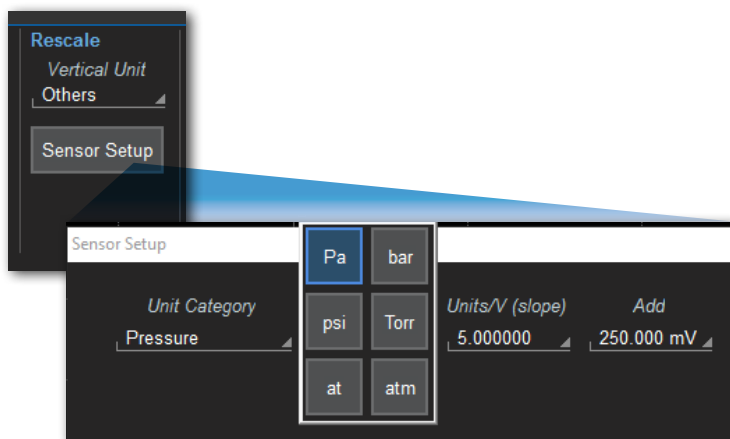 Rescale
Vertical Unit
Others
Sensor Setup
Sensor Setup
Unit Category
Pressure
Pa bar
psi Torr
at atm
Units/V (slope)
5.000000
Add
250.000 mV